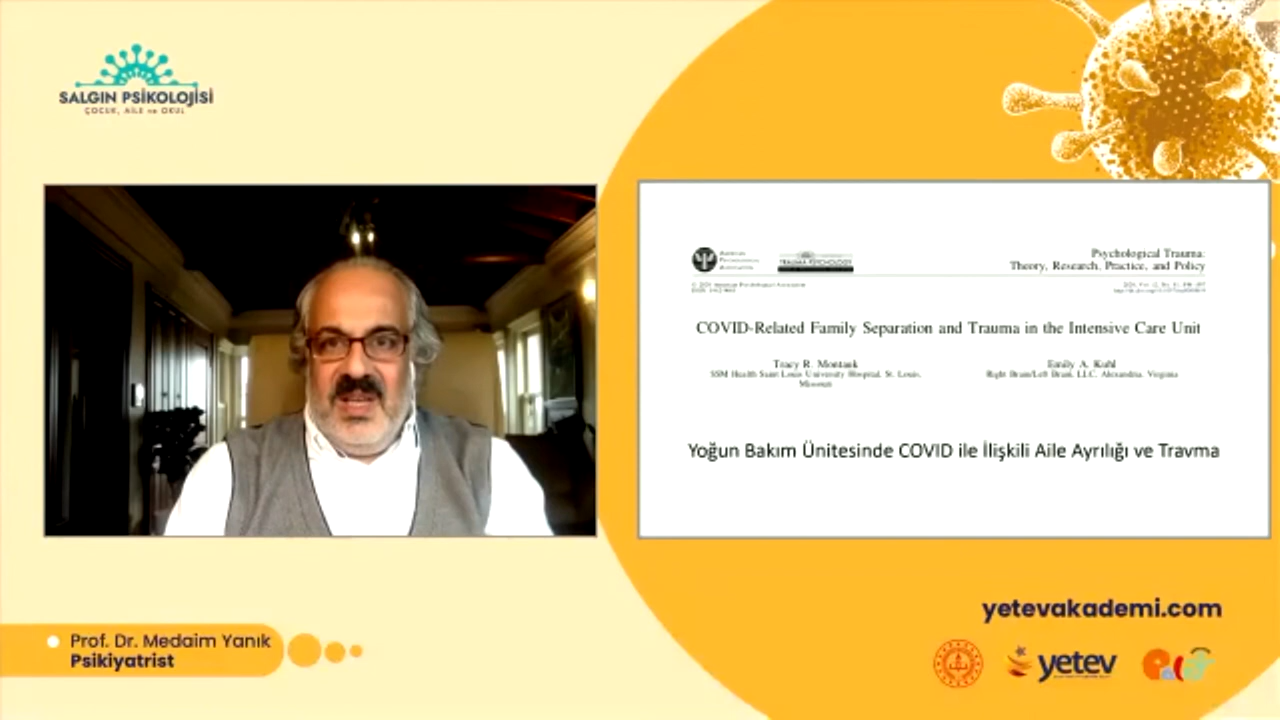 SALGIN PSİKOLOJİSİ
ÇOCUK, AİLE ve OKUL
Psychological Trauma:
Theory, Research, Practice, and Policy
COVID-Related Family Separation and Trauma in the Intensive Care Unit
Tracy R. Montauk
SSM Health Saint Louis University Hospital, St. Louis,
Missouri
Emily A. Kuhl
Right Brain/Left Brain, LLC, Alexandria, Virginia
Yoğun Bakım Ünitesinde COVID ile İlişkili Aile Ayrılığı ve Travma
yetevakademi.com
Prof. Dr. Medaim Yanık
Psikiyatrist
yetev